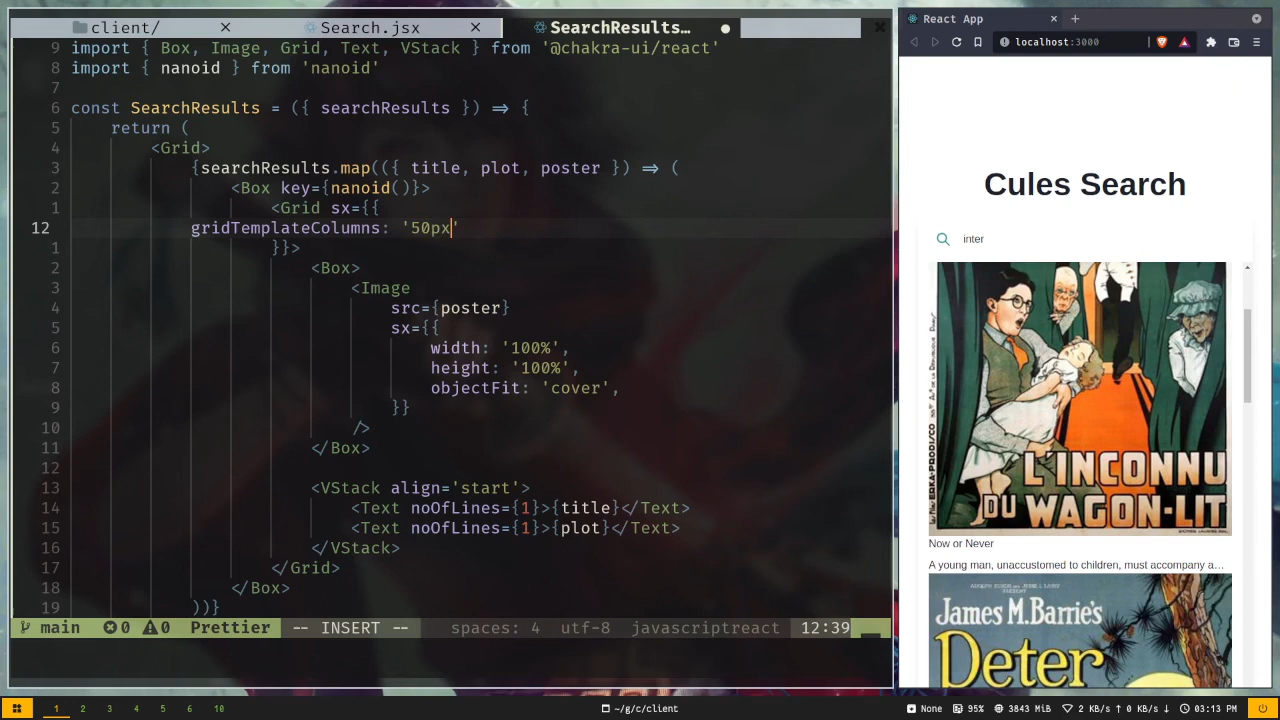 client/ × Search.jsx × SearchResults… ●
9 import { Box, Image, Grid, Text, VStack } from '@chakra-ui/react'
8 import { nanoid } from 'nanoid'
7
6 const SearchResults = ({ searchResults }) => {
5 return (
4 <Grid>
3 {searchResults.map(({ title, plot, poster }) => (
2 <Box key={nanoid()}>
1 <Grid sx={{
12 gridTemplateColumns: '50px'
1 }}>
2 <Box>
3 <Image
4 src={poster}
5 sx={{
6 width: '100%',
7 height: '100%',
8 objectFit: 'cover',
9 }}
10 />
11 </Box>
12
13 <VStack align='start'>
14 <Text noOfLines={1}>{title}</Text>
15 <Text noOfLines={1}>{plot}</Text>
16 </VStack>
17 </Grid>
18 </Box>
19 ))}
main 0 0 Prettier -- INSERT -- spaces: 4 utf-8 javascriptreact 12:39
React App
localhost:3000
Cules Search
inter
L'INCONNU
DU WAGON-LIT
Now or Never
A young man, unaccustomed to children, must accompany a…
James M. Barrie's
Deter
1 2 3 4 5 6 10 ~/g/c/client None 95% 3843 MiB 2 KB/s ↑ 0 KB/s ↓ 03:13 PM